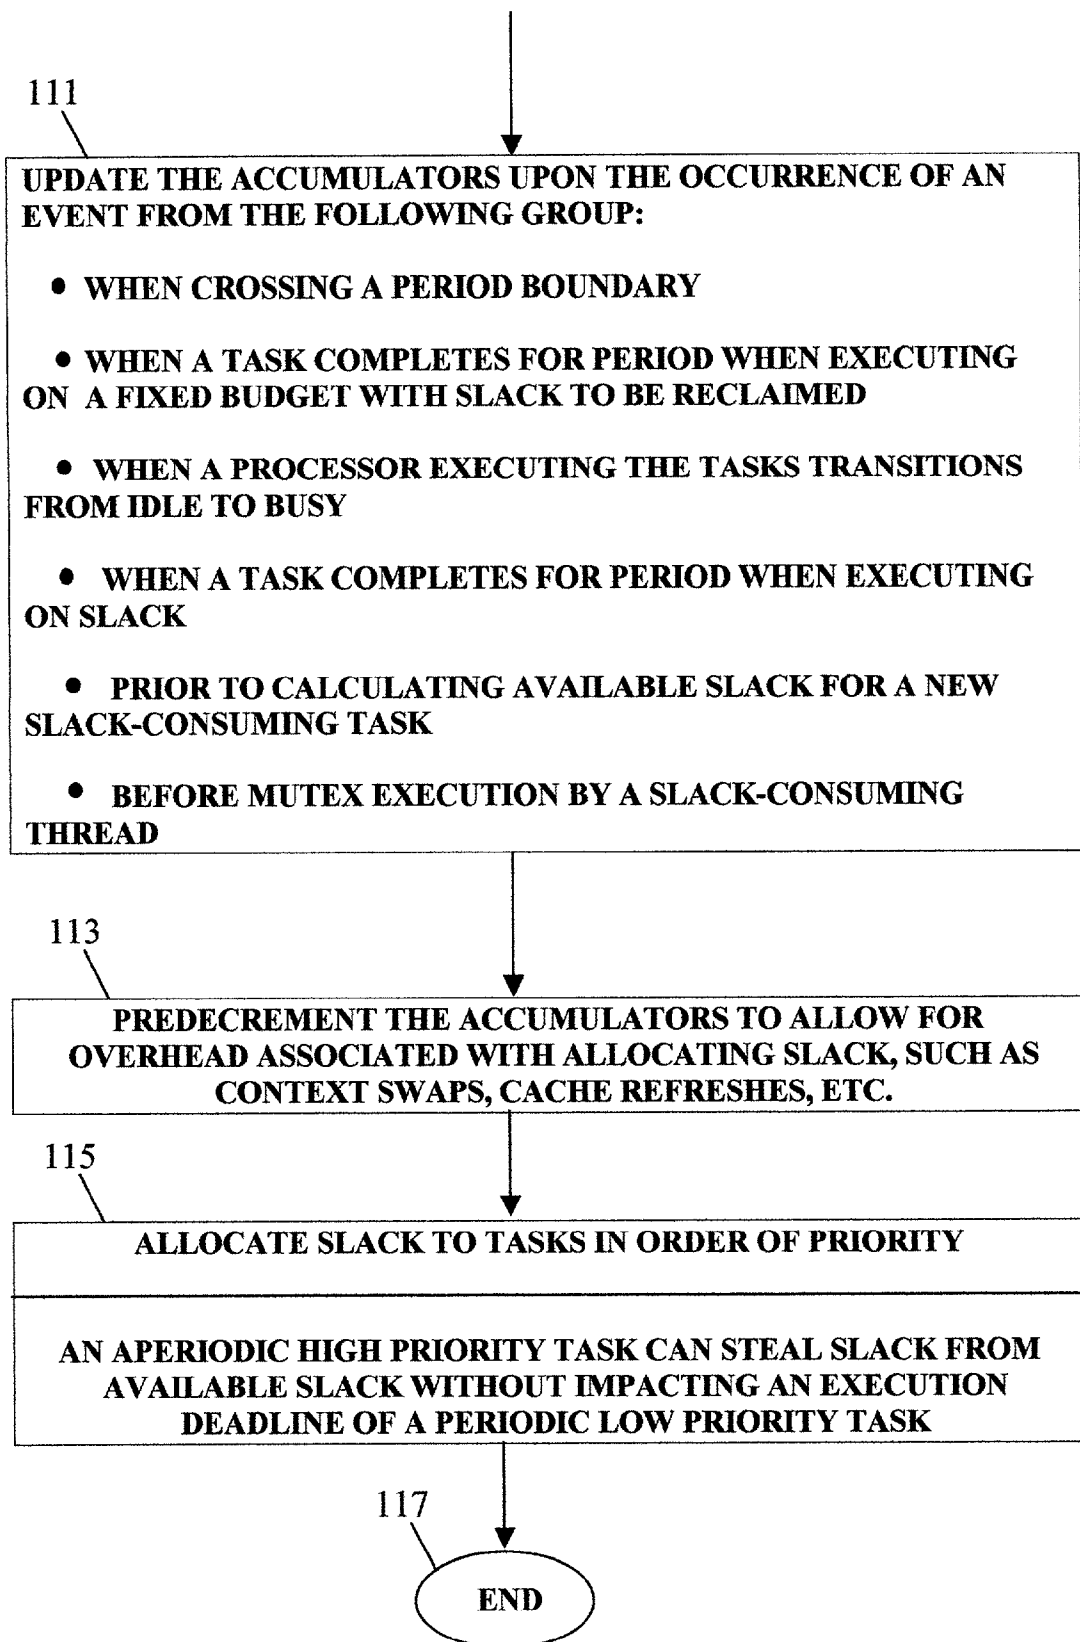 111
UPDATE THE ACCUMULATORS UPON THE OCCURRENCE OF AN
EVENT FROM THE FOLLOWING GROUP:
• WHEN CROSSING A PERIOD BOUNDARY
• WHEN A TASK COMPLETES FOR PERIOD WHEN EXECUTING
ON A FIXED BUDGET WITH SLACK TO BE RECLAIMED
• WHEN A PROCESSOR EXECUTING THE TASKS TRANSITIONS
FROM IDLE TO BUSY
• WHEN A TASK COMPLETES FOR PERIOD WHEN EXECUTING
ON SLACK
• PRIOR TO CALCULATING AVAILABLE SLACK FOR A NEW
SLACK-CONSUMING TASK
• BEFORE MUTEX EXECUTION BY A SLACK-CONSUMING
THREAD
113
PREDECREMENT THE ACCUMULATORS TO ALLOW FOR
OVERHEAD ASSOCIATED WITH ALLOCATING SLACK, SUCH AS
CONTEXT SWAPS, CACHE REFRESHES, ETC.
115
ALLOCATE SLACK TO TASKS IN ORDER OF PRIORITY
AN APERIODIC HIGH PRIORITY TASK CAN STEAL SLACK FROM
AVAILABLE SLACK WITHOUT IMPACTING AN EXECUTION
DEADLINE OF A PERIODIC LOW PRIORITY TASK
117
END